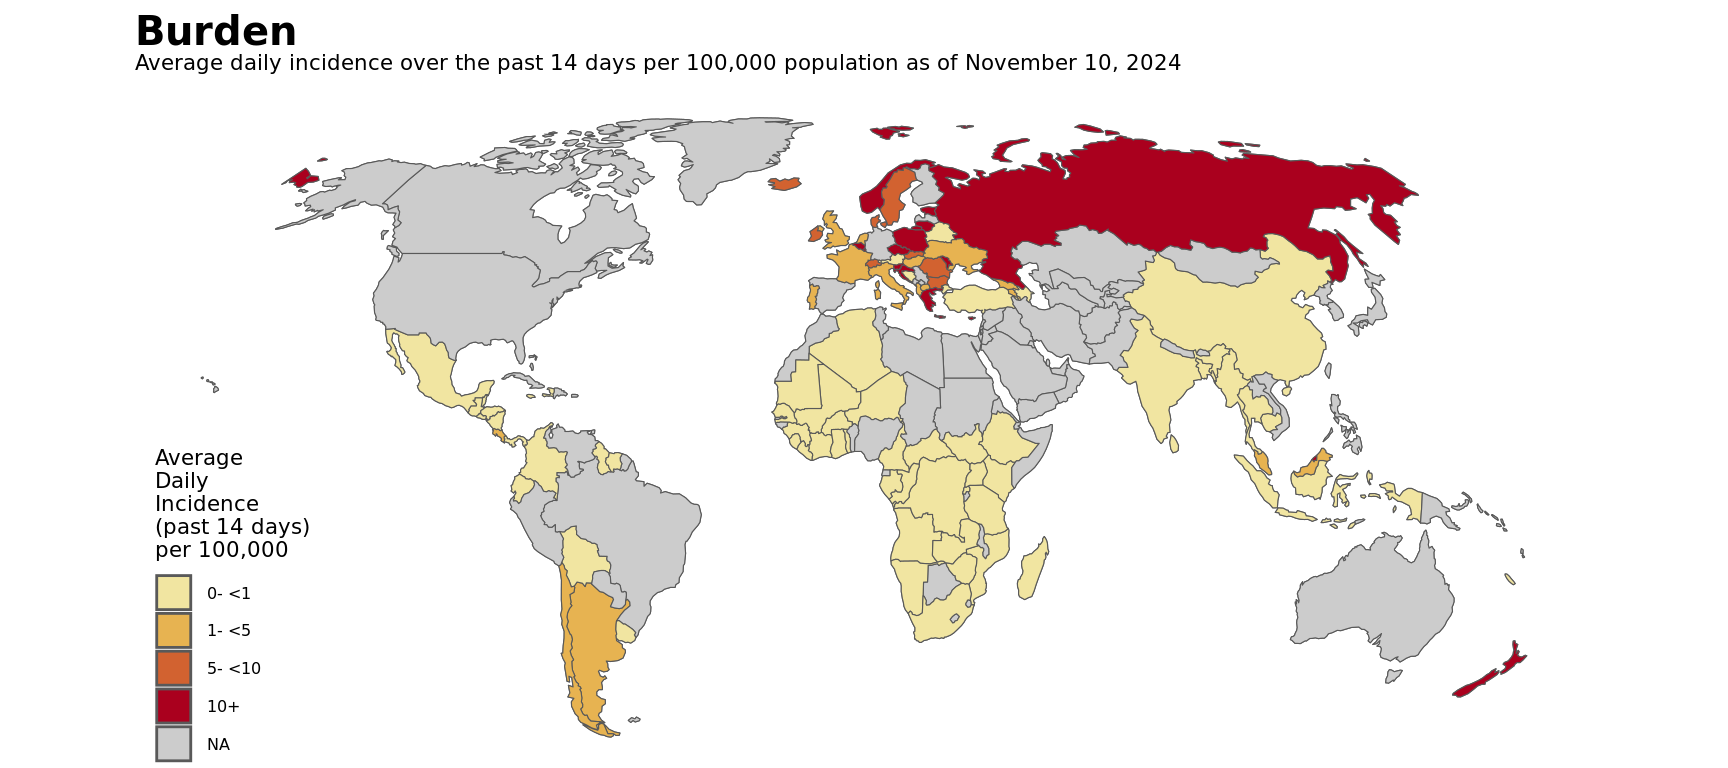 Burden
Average daily incidence over the past 14 days per 100,000 population as of November 10, 2024
Average
Daily
Incidence
(past 14 days)
per 100,000
0- <1
1- <5
5- <10
10+
NA